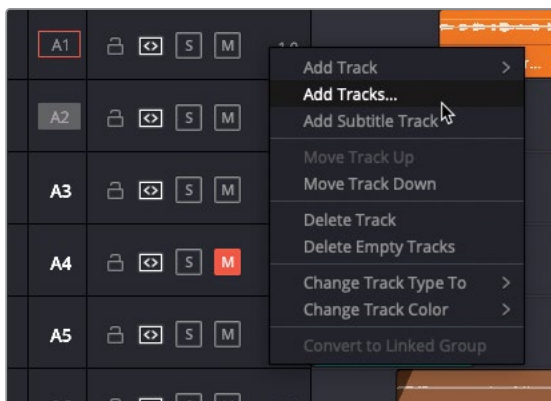 A1 S M
Add Track >
Add Tracks...
A2 S M
Add Subtitle Track
Move Track Up
A3 S M
Move Track Down
Delete Track
A4 S M
Delete Empty Tracks
Change Track Type To >
Change Track Color >
A5 S M
Convert to Linked Group